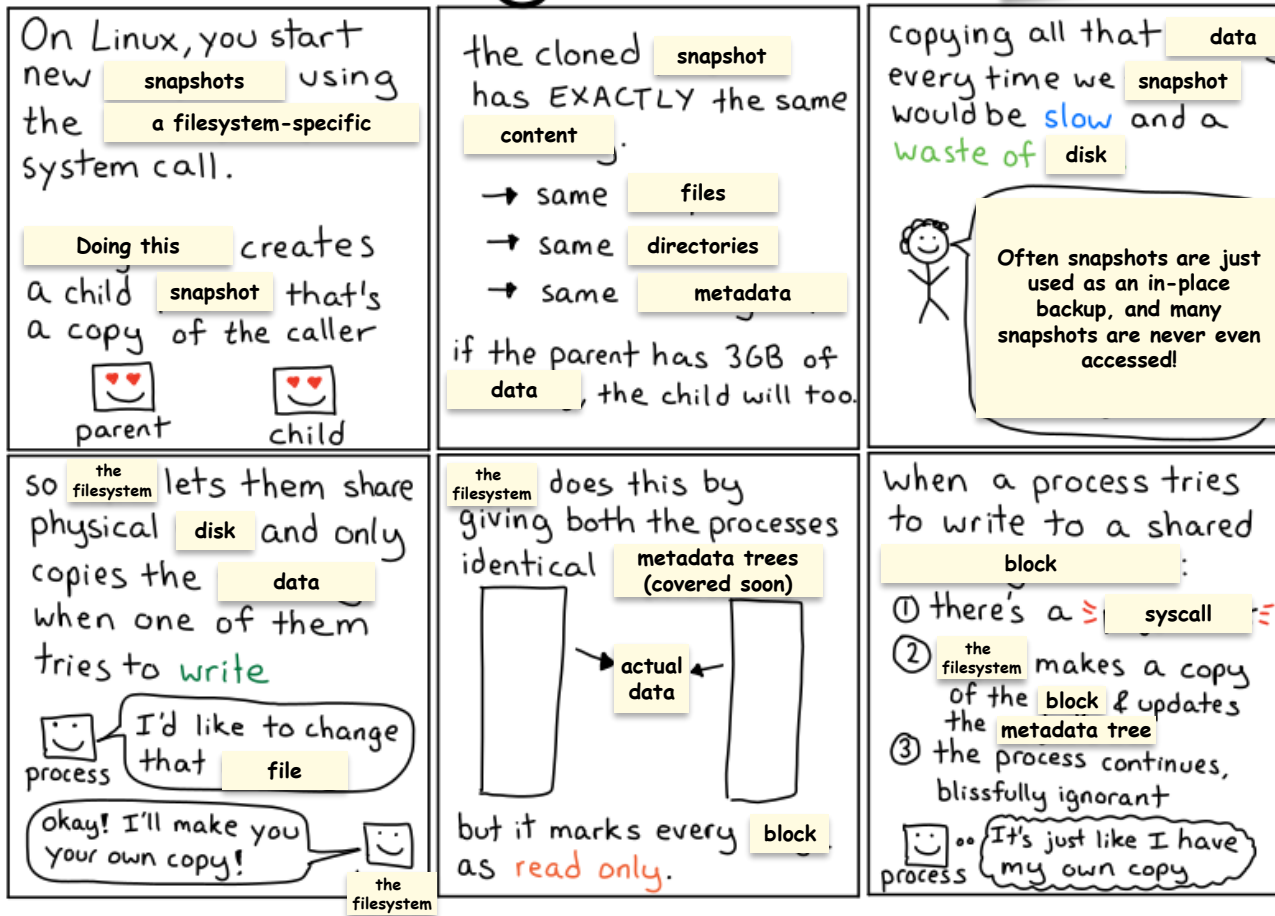 On Linux, you start
new snapshots using
the a filesystem-specific
system call.
Doing this creates
a child snapshot that's
a copy of the caller
parent child
the cloned snapshot
has EXACTLY the same
content.
→ same files
→ same directories
→ same metadata
if the parent has 3GB of
data, the child will too.
copying all that data
every time we snapshot
would be slow and a
waste of disk
Often snapshots are just
used as an in-place
backup, and many
snapshots are never even
accessed!
so the filesystem lets them share
physical disk and only
copies the data
when one of them
tries to write
I'd like to change
that file
process
okay! I'll make you
your own copy!
the
filesystem
the filesystem does this by
giving both the processes
identical metadata trees
(covered soon)
actual
data
but it marks every block
as read only.
when a process tries
to write to a shared
block:
① there's a syscall
② the filesystem makes a copy
of the block & updates
the metadata tree
③ the process continues,
blissfully ignorant
It's just like I have
my own copy
process